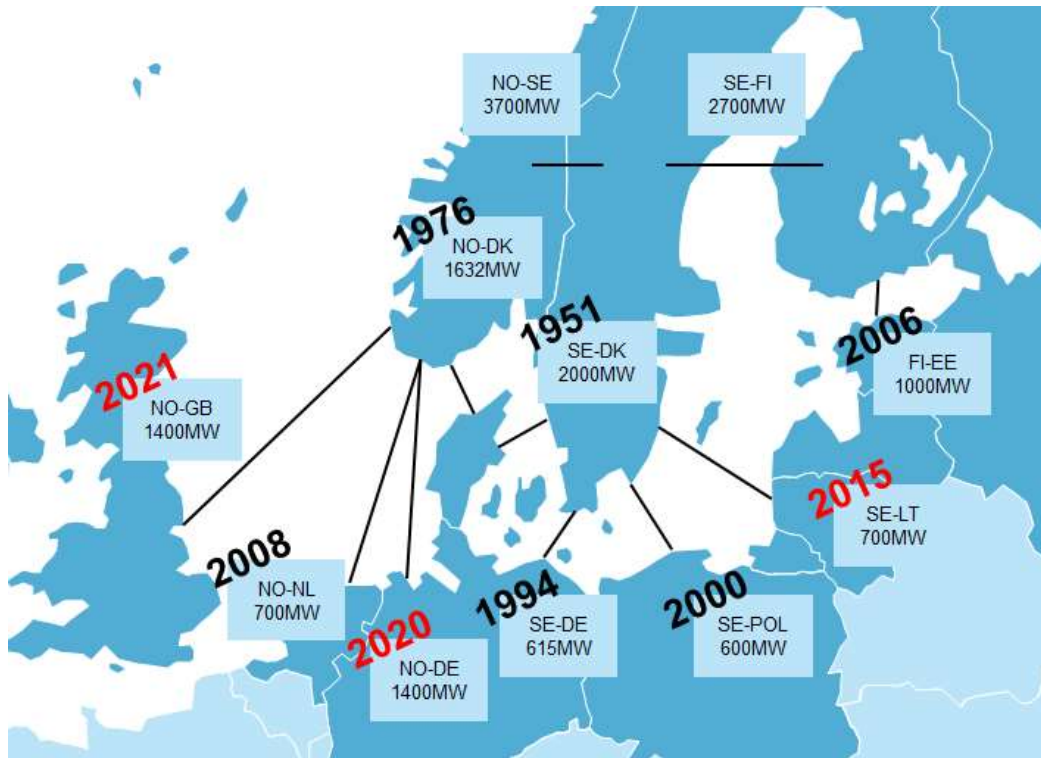 NO-SE
3700MW
SE-FI
2700MW
1976
NO-DK
1632MW
1951
SE-DK
2000MW
2006
FI-EE
1000MW
2021
NO-GB
1400MW
2015
SE-LT
700MW
2008
NO-NL
700MW
2020
NO-DE
1400MW
1994
SE-DE
615MW
2000
SE-POL
600MW